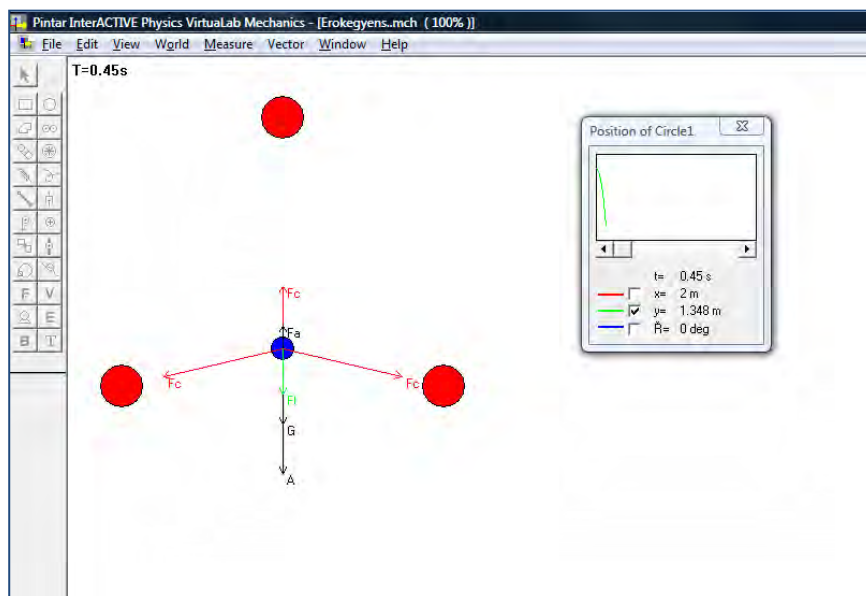 Pintar InterACTIVE Physics VirtuaLab Mechanics - [Erokegyens..mch ( 100% )]
File Edit View World Measure Vector Window Help
T=0.45s
Position of Circle1
t= 0.45 s
x= 2 m
y= 1.348 m
R= 0 deg
Fc
Fa
Fc
Fc
Ft
G
A
F V
E
B T